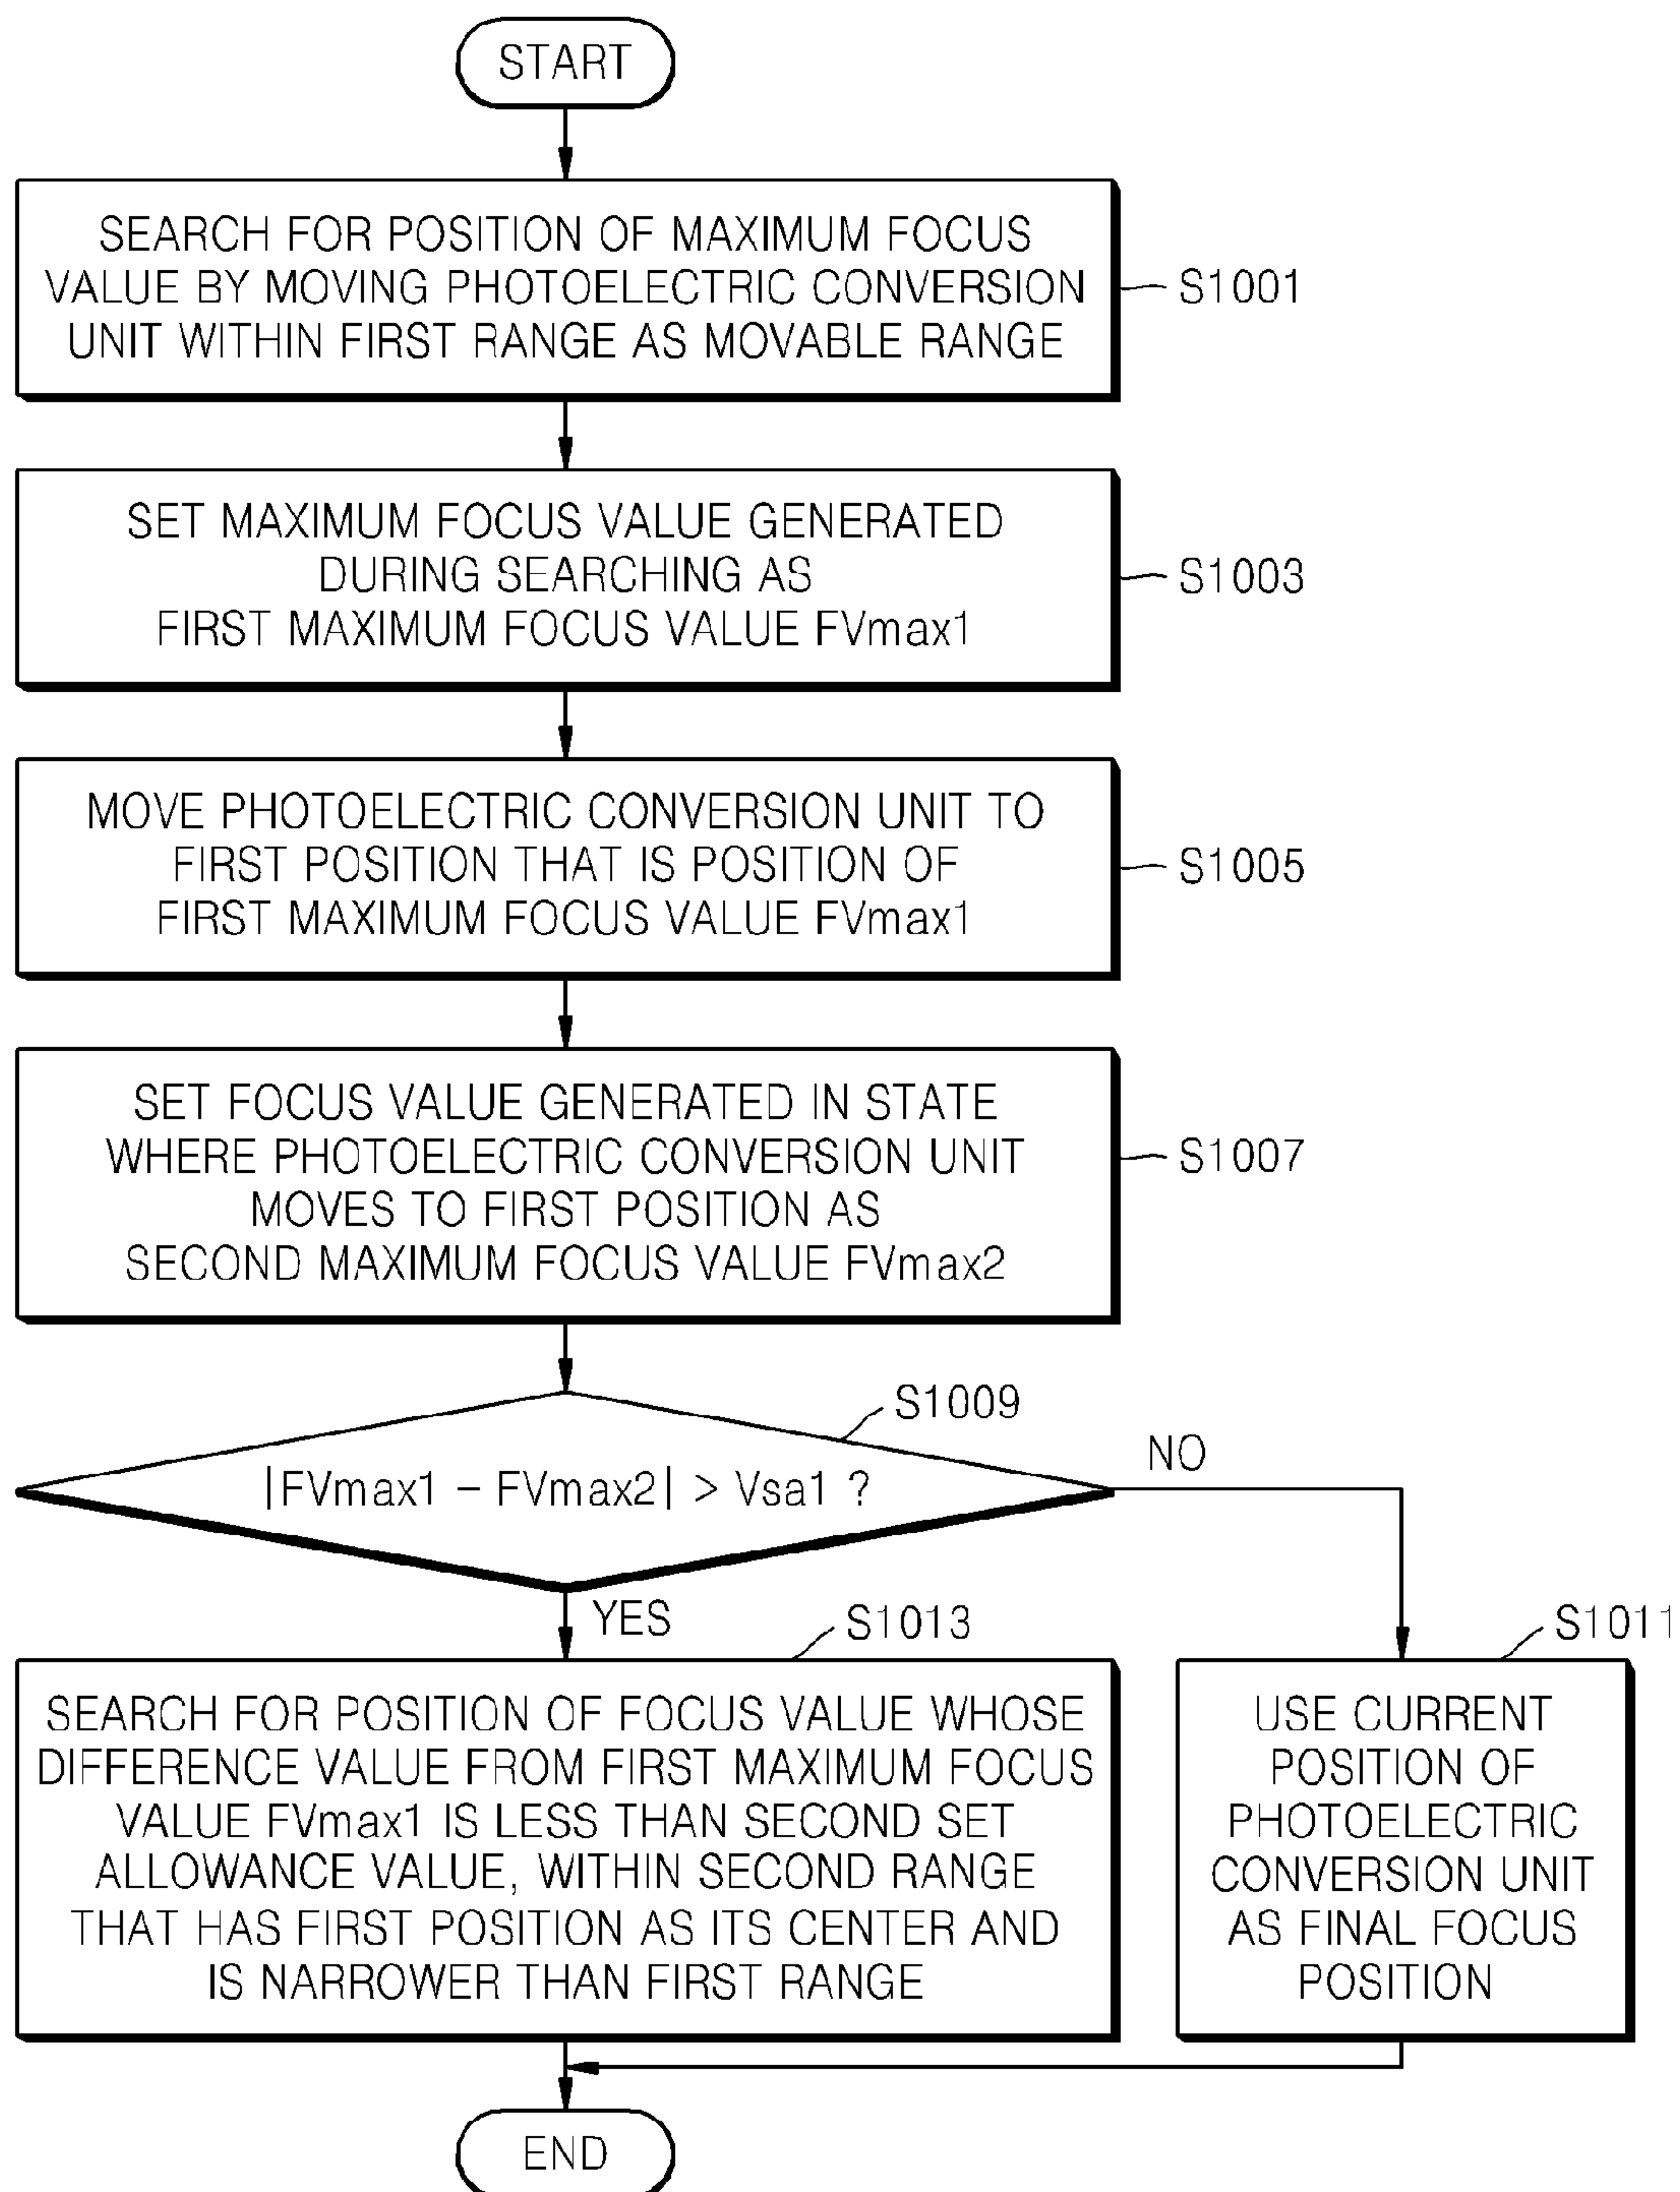 START
SEARCH FOR POSITION OF MAXIMUM FOCUS
VALUE BY MOVING PHOTOELECTRIC CONVERSION
UNIT WITHIN FIRST RANGE AS MOVABLE RANGE
S1001
SET MAXIMUM FOCUS VALUE GENERATED
DURING SEARCHING AS
FIRST MAXIMUM FOCUS VALUE FVmax1
S1003
MOVE PHOTOELECTRIC CONVERSION UNIT TO
FIRST POSITION THAT IS POSITION OF
FIRST MAXIMUM FOCUS VALUE FVmax1
S1005
SET FOCUS VALUE GENERATED IN STATE
WHERE PHOTOELECTRIC CONVERSION UNIT
MOVES TO FIRST POSITION AS
SECOND MAXIMUM FOCUS VALUE FVmax2
S1007
S1009
|FVmax1 – FVmax2| > Vsa1 ?
NO
YES
S1013
SEARCH FOR POSITION OF FOCUS VALUE WHOSE
DIFFERENCE VALUE FROM FIRST MAXIMUM FOCUS
VALUE FVmax1 IS LESS THAN SECOND SET
ALLOWANCE VALUE, WITHIN SECOND RANGE
THAT HAS FIRST POSITION AS ITS CENTER AND
IS NARROWER THAN FIRST RANGE
S1011
USE CURRENT
POSITION OF
PHOTOELECTRIC
CONVERSION UNIT
AS FINAL FOCUS
POSITION
END